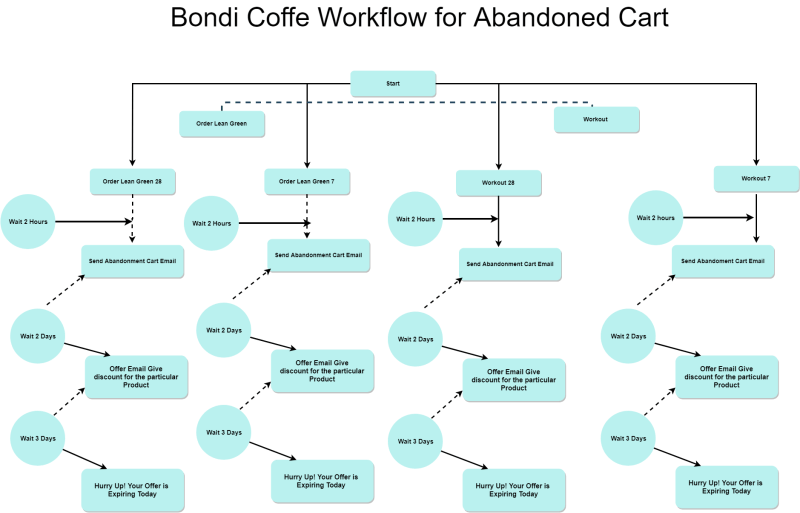 Bondi Coffe Workflow for Abandoned Cart
Start
Order Lean Green
Workout
Order Lean Green 28
Order Lean Green 7
Workout 28
Workout 7
Wait 2 Hours
Wait 2 Hours
Wait 2 Hours
Wait 2 hours
Send Abandonment Cart Email
Send Abandonment Cart Email
Send Abandonment Cart Email
Send Abandoment Cart Email
Wait 2 Days
Wait 2 Days
Wait 2 Days
Wait 2 Days
Offer Email Give
discount for the particular
Product
Offer Email Give
discount for the particular
Product
Offer Email Give
discount for the particular
Product
Offer Email Give
discount for the particular
Product
Wait 3 Days
Wait 3 Days
Wait 3 Days
Wait 3 Days
Hurry Up! Your Offer is
Expiring Today
Hurry Up! Your Offer is
Expiring Today
Hurry Up! Your Offer is
Expiring Today
Hurry Up! Your Offer is
Expiring Today